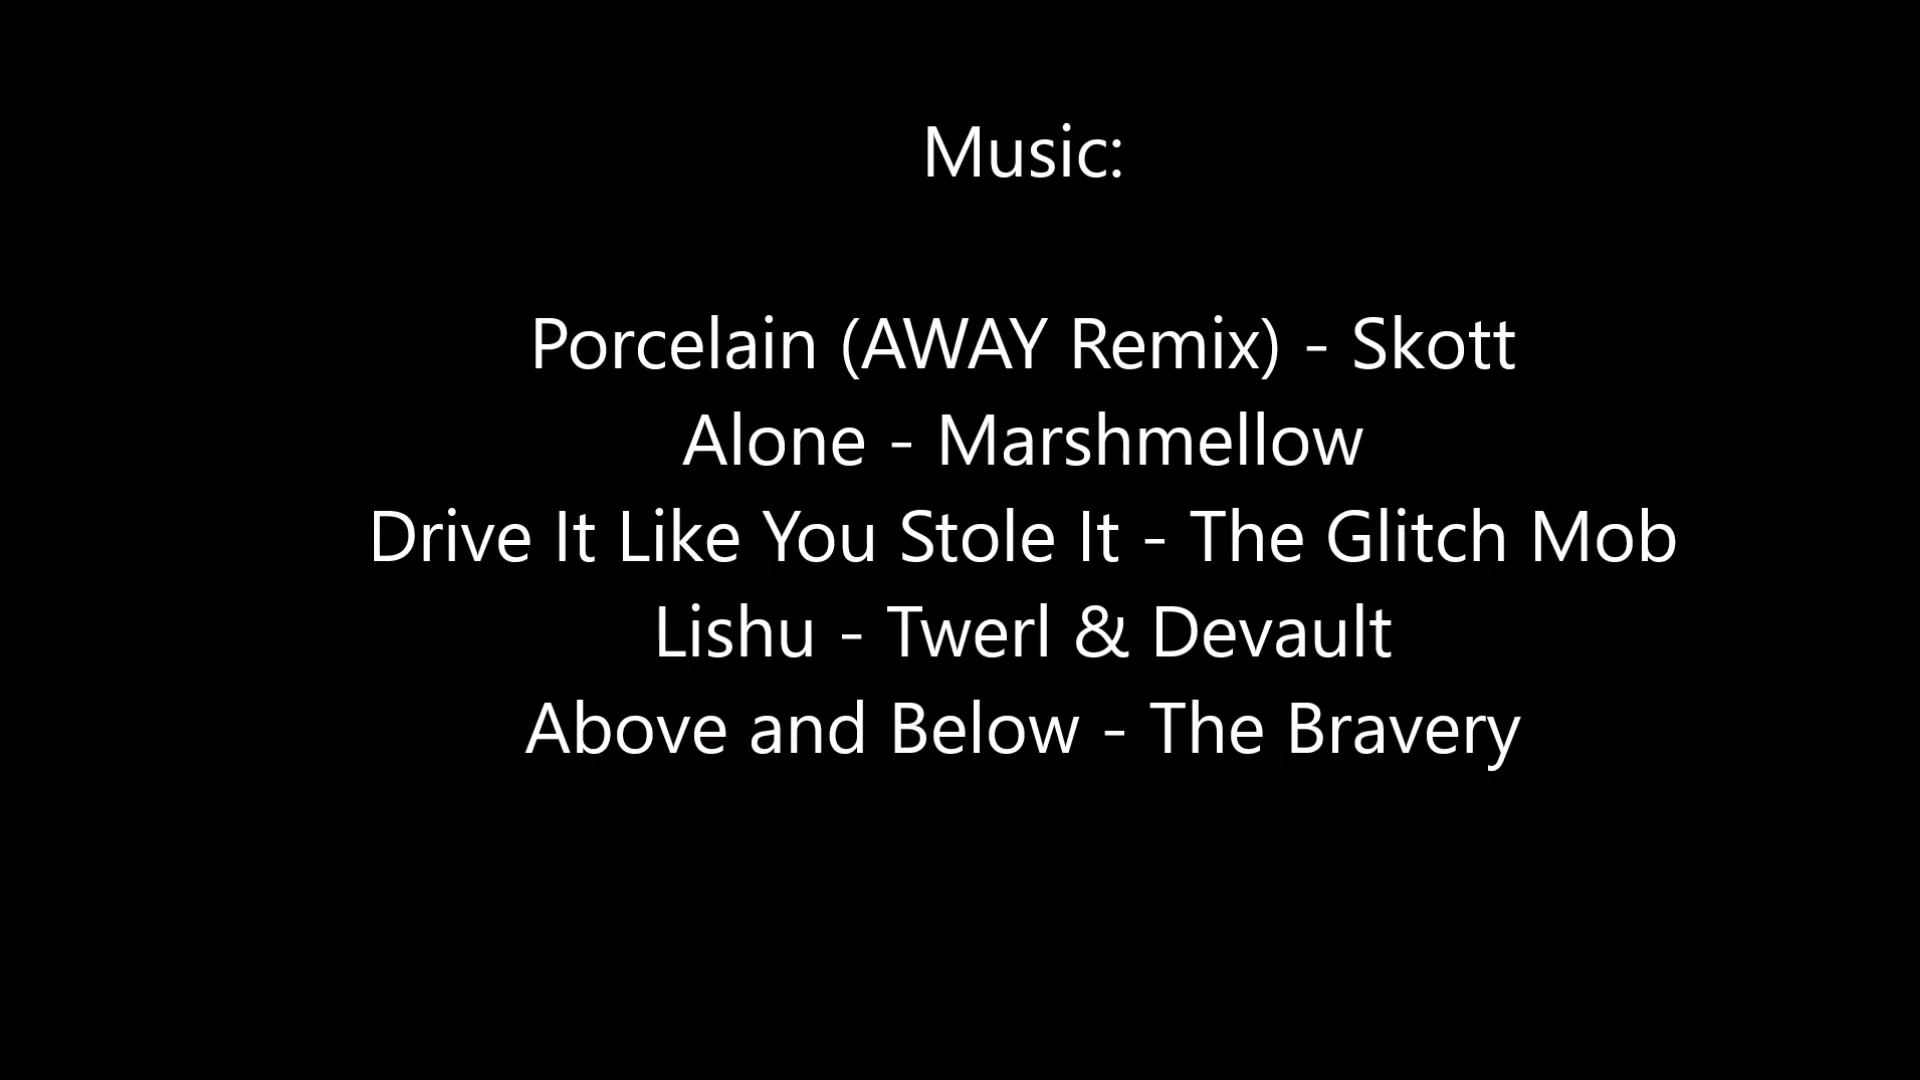 Music:
Porcelain (AWAY Remix) - Skott
Alone - Marshmellow
Drive It Like You Stole It - The Glitch Mob
Lishu - Twerl & Devault
Above and Below - The Bravery